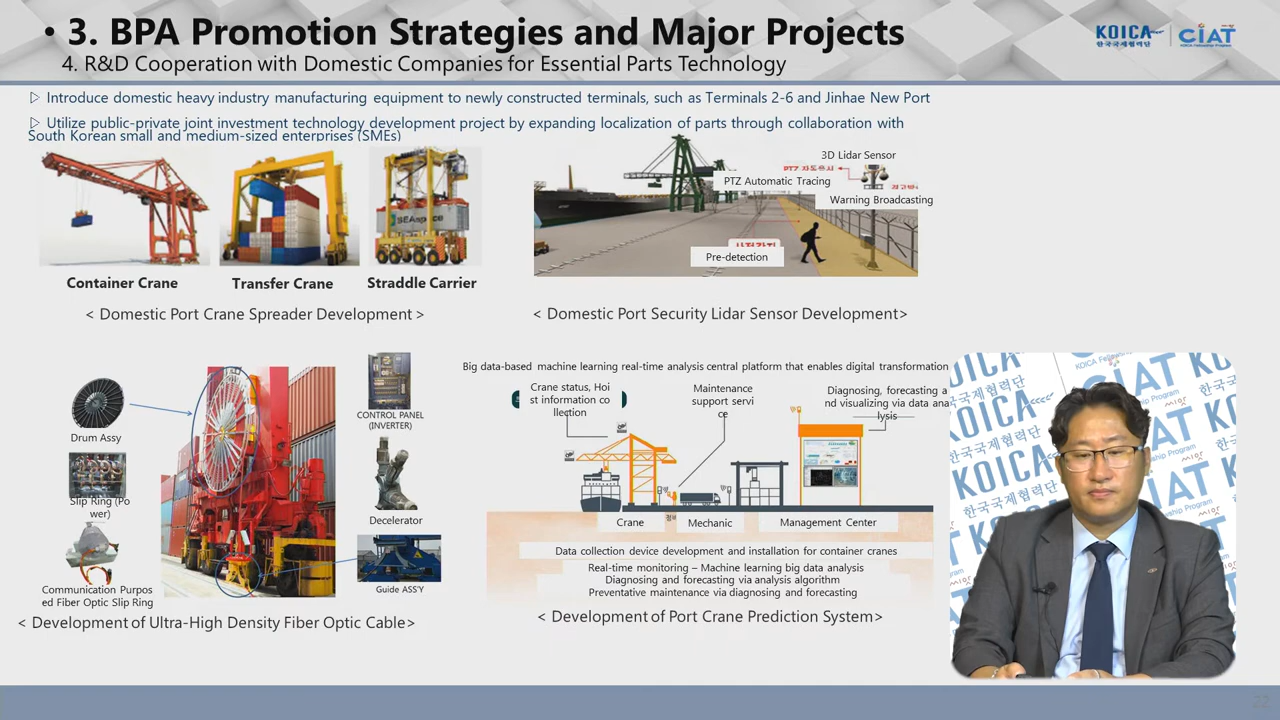 • 3. BPA Promotion Strategies and Major Projects
4. R&D Cooperation with Domestic Companies for Essential Parts Technology
KOICA
한국국제협력단
씨앗
CIAT
KOICA Fellowship Program
▷ Introduce domestic heavy industry manufacturing equipment to newly constructed terminals, such as Terminals 2-6 and Jinhae New Port
▷ Utilize public-private joint investment technology development project by expanding localization of parts through collaboration with
South Korean small and medium-sized enterprises (SMEs)
3D Lidar Sensor
PTZ Automatic Tracing
Warning Broadcasting
Pre-detection
Container Crane
Transfer Crane
Straddle Carrier
< Domestic Port Crane Spreader Development >
< Domestic Port Security Lidar Sensor Development>
Drum Assy
Slip Ring (Po
wer)
Communication Purpos
ed Fiber Optic Slip Ring
CONTROL PANEL
(INVERTER)
Decelerator
Guide ASS'Y
< Development of Ultra-High Density Fiber Optic Cable>
Big data-based machine learning real-time analysis central platform that enables digital transformation
Crane status, Hoi
st information co
llection
Maintenance
support servi
ce
Diagnosing, forecasting a
nd visualizing via data ana
lysis
Crane
Mechanic
Management Center
Data collection device development and installation for container cranes
Real-time monitoring – Machine learning big data analysis
Diagnosing and forecasting via analysis algorithm
Preventative maintenance via diagnosing and forecasting
< Development of Port Crane Prediction System>
KOICA
한국국제협력단
CIAT
22